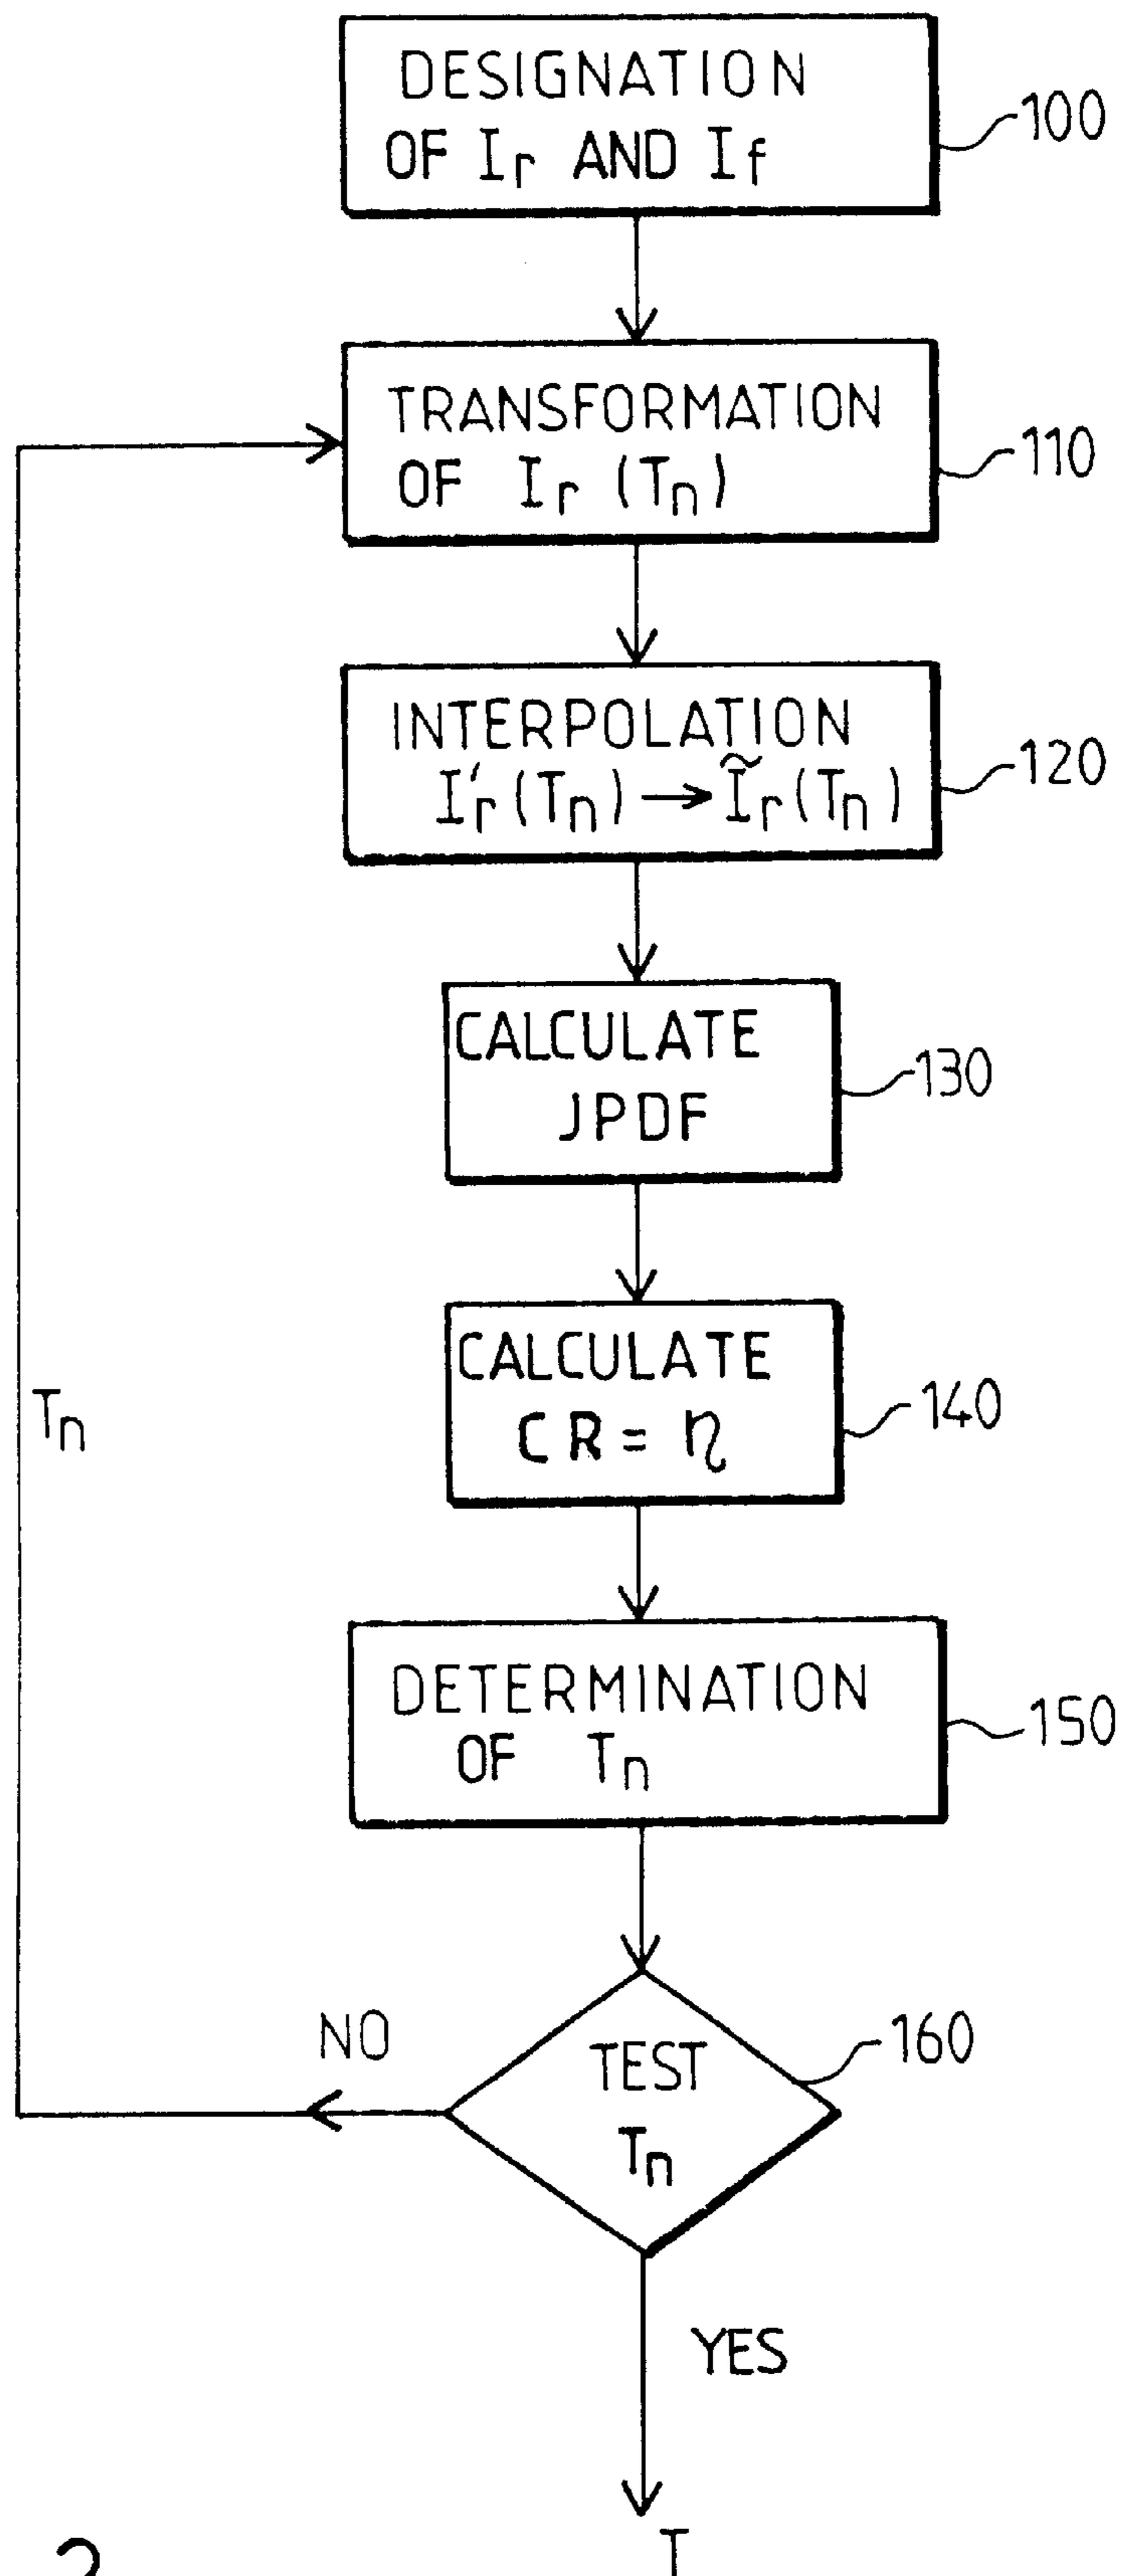 DESIGNATION
OF Ir AND If
100
TRANSFORMATION
OF Ir (Tn)
110
INTERPOLATION
I'r (Tn) → Ĩr (Tn)
120
CALCULATE
JPDF
130
CALCULATE
CR = η
140
Tn
DETERMINATION
OF Tn
150
NO
TEST
Tn
160
YES